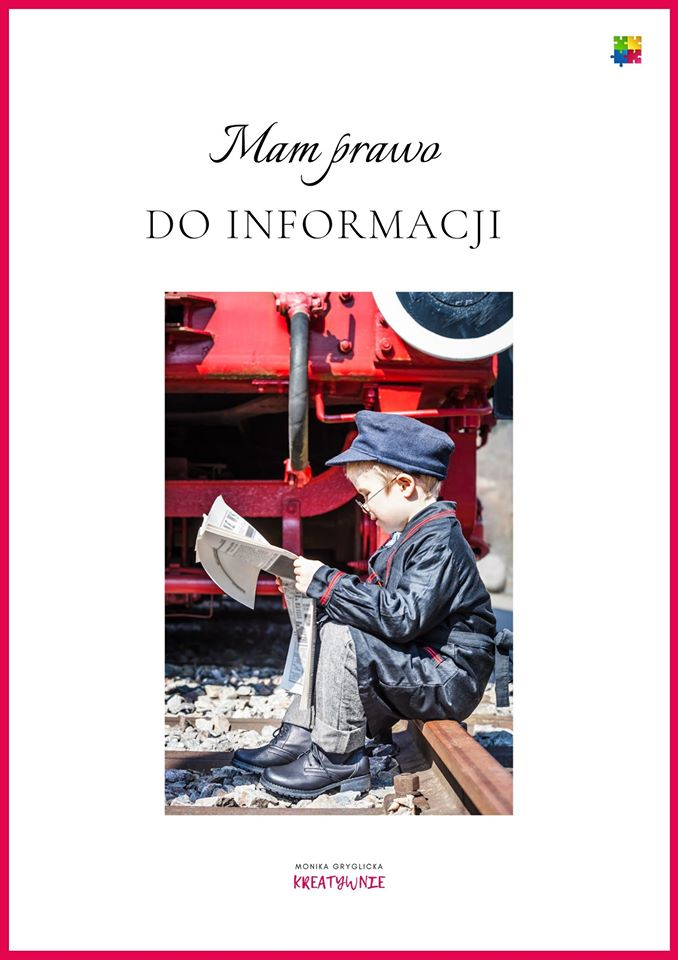 Mam prawo
DO INFORMACJI
MONIKA GRYGLICKA
KREATYWNIE